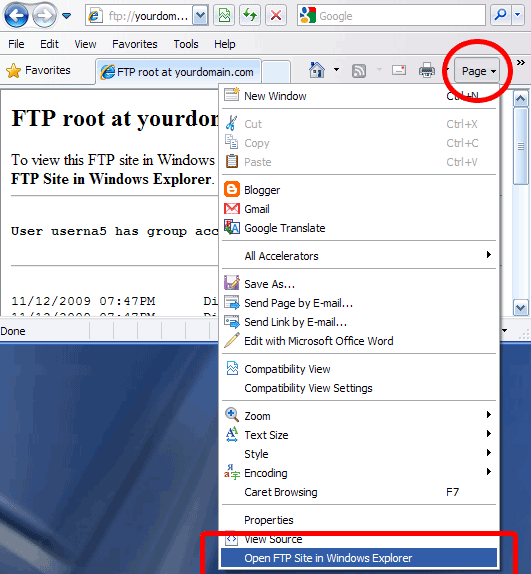 ftp://yourdom...
Google
File Edit View Favorites Tools Help
Favorites
FTP root at yourdomain.com
Page
FTP root at yourdo
To view this FTP site in Windows
FTP Site in Windows Explorer.
User userna5 has group acc
11/12/2009 07:47PM Di
11/12/2009 07:47PM Di
Done
New Window Ctrl+N
Cut Ctrl+X
Copy Ctrl+C
Paste Ctrl+V
Blogger
Gmail
Google Translate
All Accelerators
Save As...
Send Page by E-mail...
Send Link by E-mail...
Edit with Microsoft Office Word
Compatibility View
Compatibility View Settings
Zoom
Text Size
Style
Encoding
Caret Browsing F7
Properties
View Source
Open FTP Site in Windows Explorer